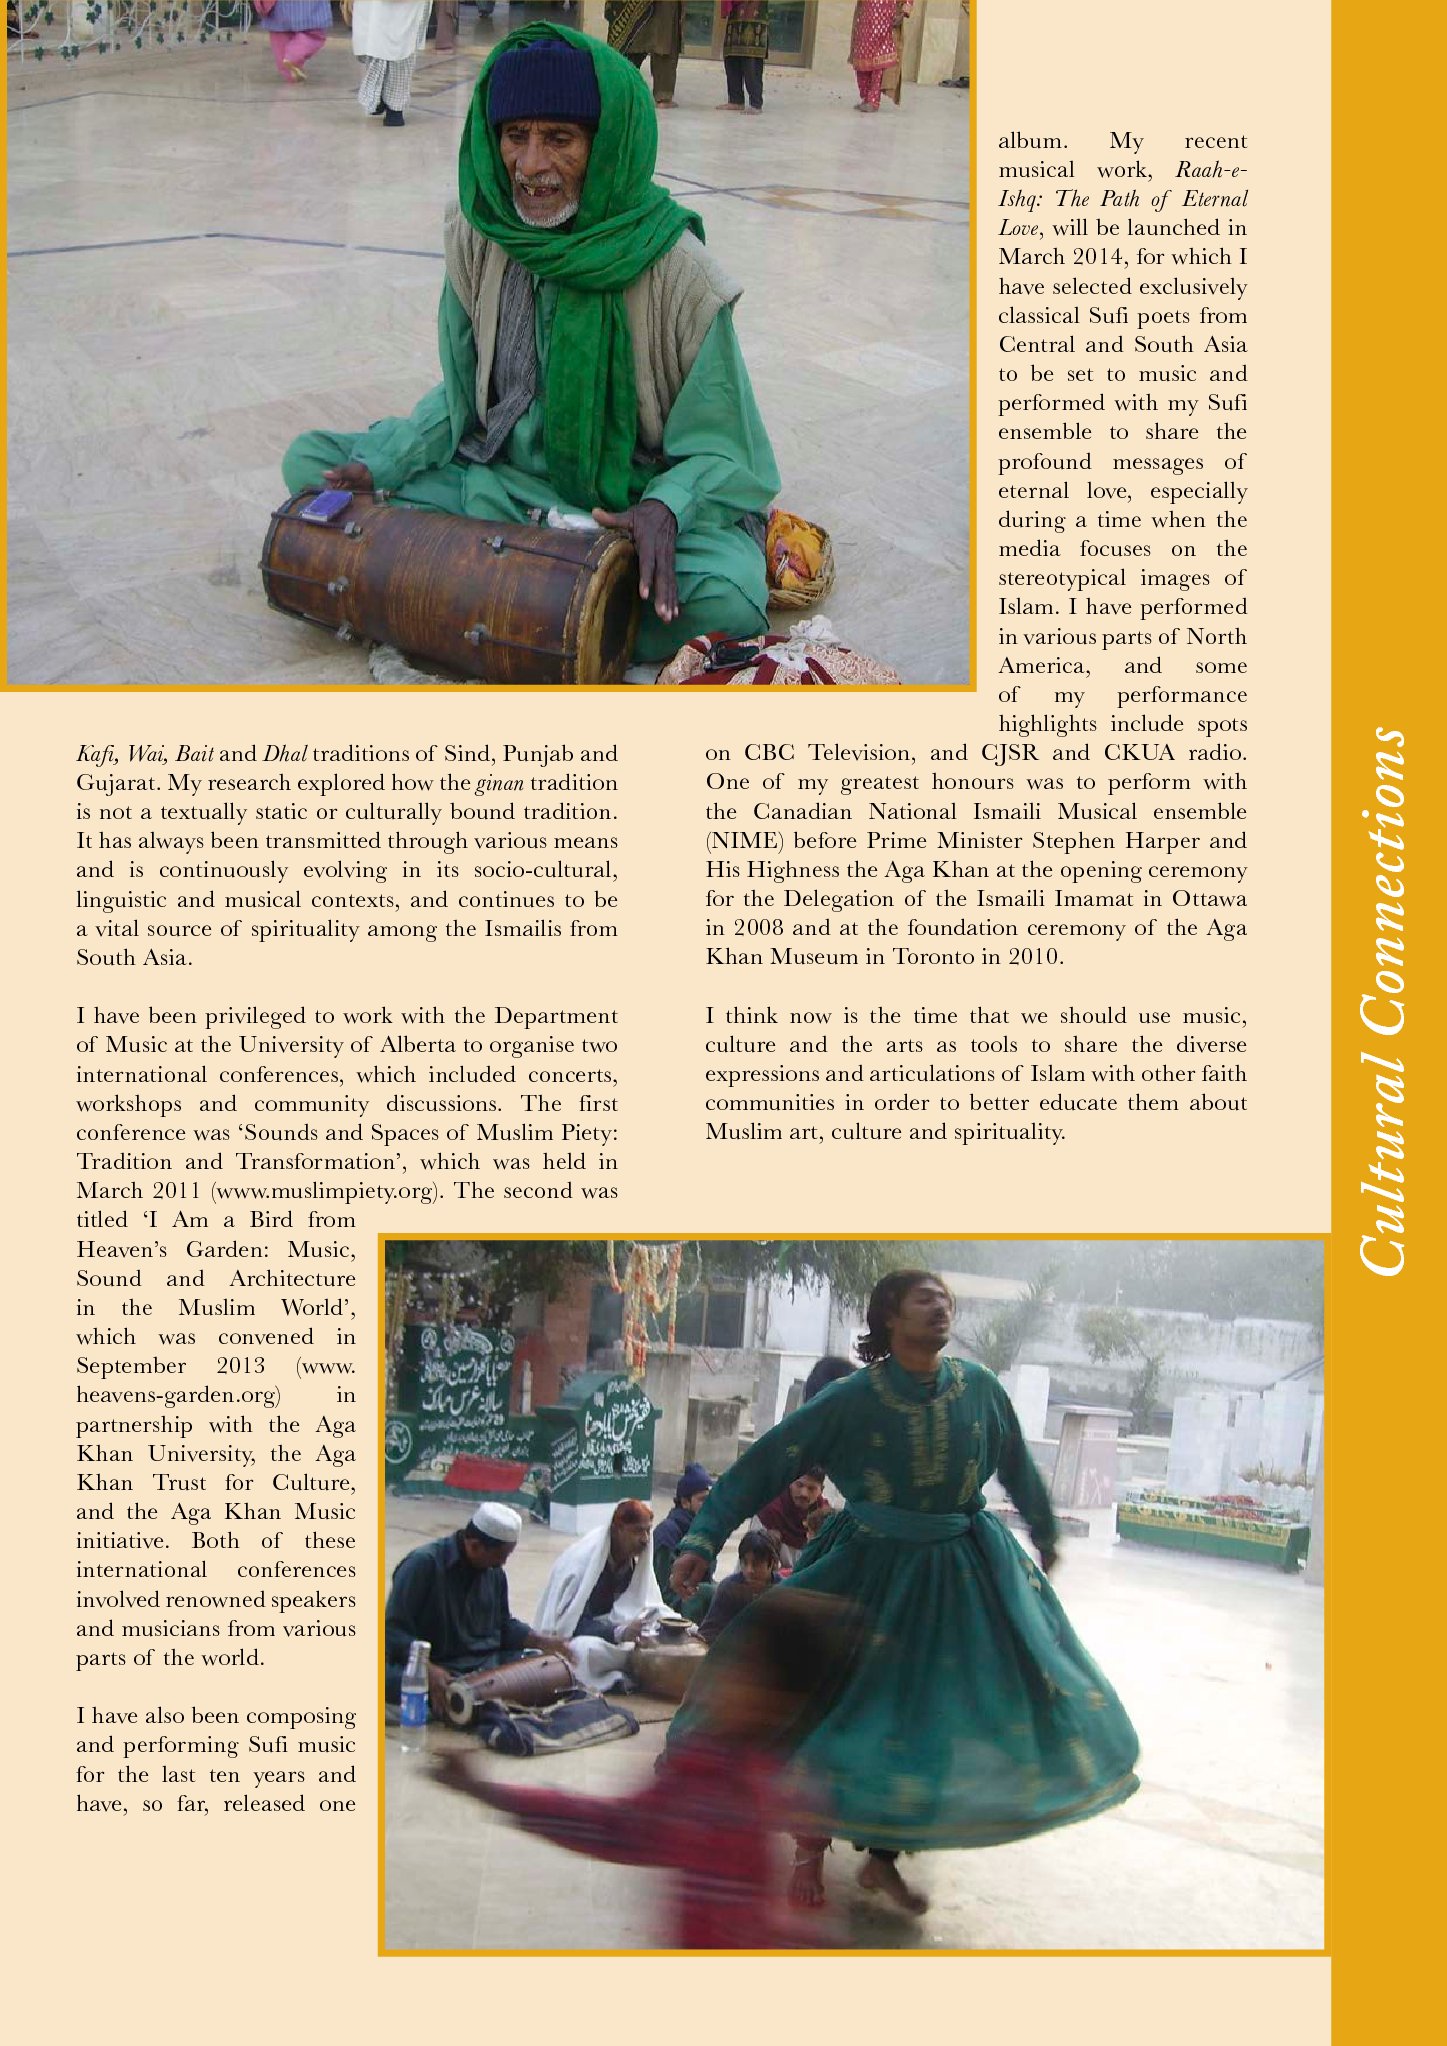 Kafi, Wai, Bait and Dhal traditions of Sind, Punjab and
Gujarat. My research explored how the ginan tradition
is not a textually static or culturally bound tradition.
It has always been transmitted through various means
and is continuously evolving in its socio-cultural,
linguistic and musical contexts, and continues to be
a vital source of spirituality among the Ismailis from
South Asia.
I have been privileged to work with the Department
of Music at the University of Alberta to organise two
international conferences, which included concerts,
workshops and community discussions. The first
conference was ‘Sounds and Spaces of Muslim Piety:
Tradition and Transformation’, which was held in
March 2011 (www.muslimpiety.org). The second was
titled ‘I Am a Bird from
Heaven’s Garden: Music,
Sound and Architecture
in the Muslim World’,
which was convened in
September 2013 (www.
heavens-garden.org) in
partnership with the Aga
Khan University, the Aga
Khan Trust for Culture,
and the Aga Khan Music
initiative. Both of these
international conferences
involved renowned speakers
and musicians from various
parts of the world.
I have also been composing
and performing Sufi music
for the last ten years and
have, so far, released one
album. My recent
musical work, Raah-e-
Ishq: The Path of Eternal
Love, will be launched in
March 2014, for which I
have selected exclusively
classical Sufi poets from
Central and South Asia
to be set to music and
performed with my Sufi
ensemble to share the
profound messages of
eternal love, especially
during a time when the
media focuses on the
stereotypical images of
Islam. I have performed
in various parts of North
America, and some
of my performance
highlights include spots
on CBC Television, and CJSR and CKUA radio.
One of my greatest honours was to perform with
the Canadian National Ismaili Musical ensemble
(NIME) before Prime Minister Stephen Harper and
His Highness the Aga Khan at the opening ceremony
for the Delegation of the Ismaili Imamat in Ottawa
in 2008 and at the foundation ceremony of the Aga
Khan Museum in Toronto in 2010.
I think now is the time that we should use music,
culture and the arts as tools to share the diverse
expressions and articulations of Islam with other faith
communities in order to better educate them about
Muslim art, culture and spirituality.
Cultural Connections